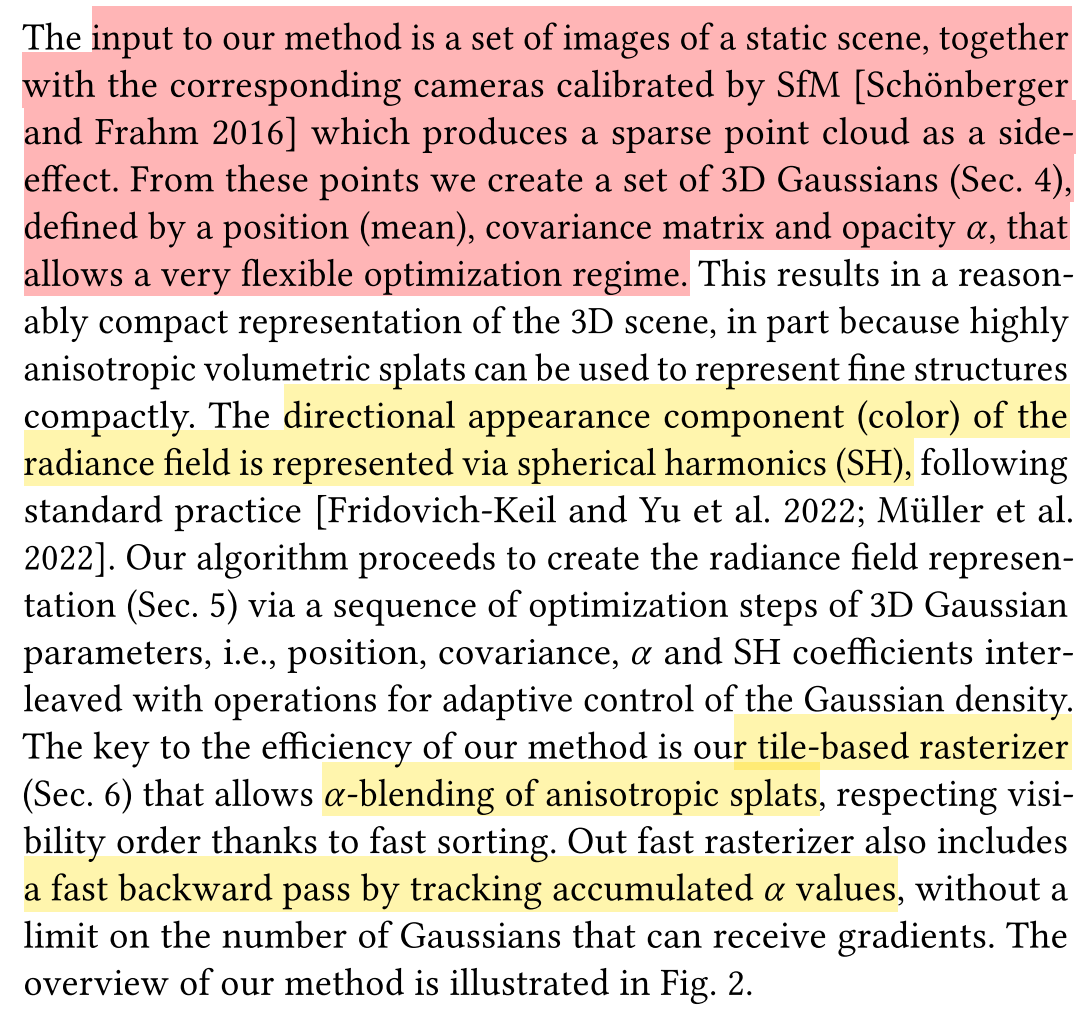 The input to our method is a set of images of a static scene, together
with the corresponding cameras calibrated by SfM [Schönberger
and Frahm 2016] which produces a sparse point cloud as a side-
effect. From these points we create a set of 3D Gaussians (Sec. 4),
defined by a position (mean), covariance matrix and opacity α, that
allows a very flexible optimization regime. This results in a reason-
ably compact representation of the 3D scene, in part because highly
anisotropic volumetric splats can be used to represent fine structures
compactly. The directional appearance component (color) of the
radiance field is represented via spherical harmonics (SH), following
standard practice [Fridovich-Keil and Yu et al. 2022; Müller et al.
2022]. Our algorithm proceeds to create the radiance field represen-
tation (Sec. 5) via a sequence of optimization steps of 3D Gaussian
parameters, i.e., position, covariance, α and SH coefficients inter-
leaved with operations for adaptive control of the Gaussian density.
The key to the efficiency of our method is our tile-based rasterizer
(Sec. 6) that allows α-blending of anisotropic splats, respecting visi-
bility order thanks to fast sorting. Out fast rasterizer also includes
a fast backward pass by tracking accumulated α values, without a
limit on the number of Gaussians that can receive gradients. The
overview of our method is illustrated in Fig. 2.